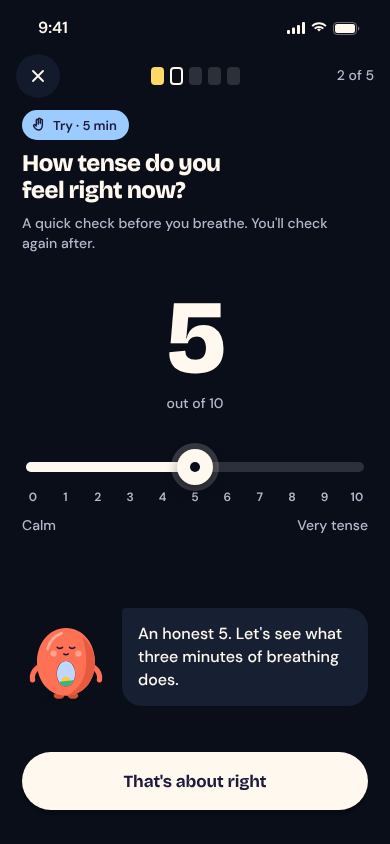 9:41
2 of 5
Try · 5 min
How tense do you
feel right now?
A quick check before you breathe. You'll check
again after.
5
out of 10
0 1 2 3 4 5 6 7 8 9 10
Calm Very tense
An honest 5. Let's see what
three minutes of breathing
does.
That's about right